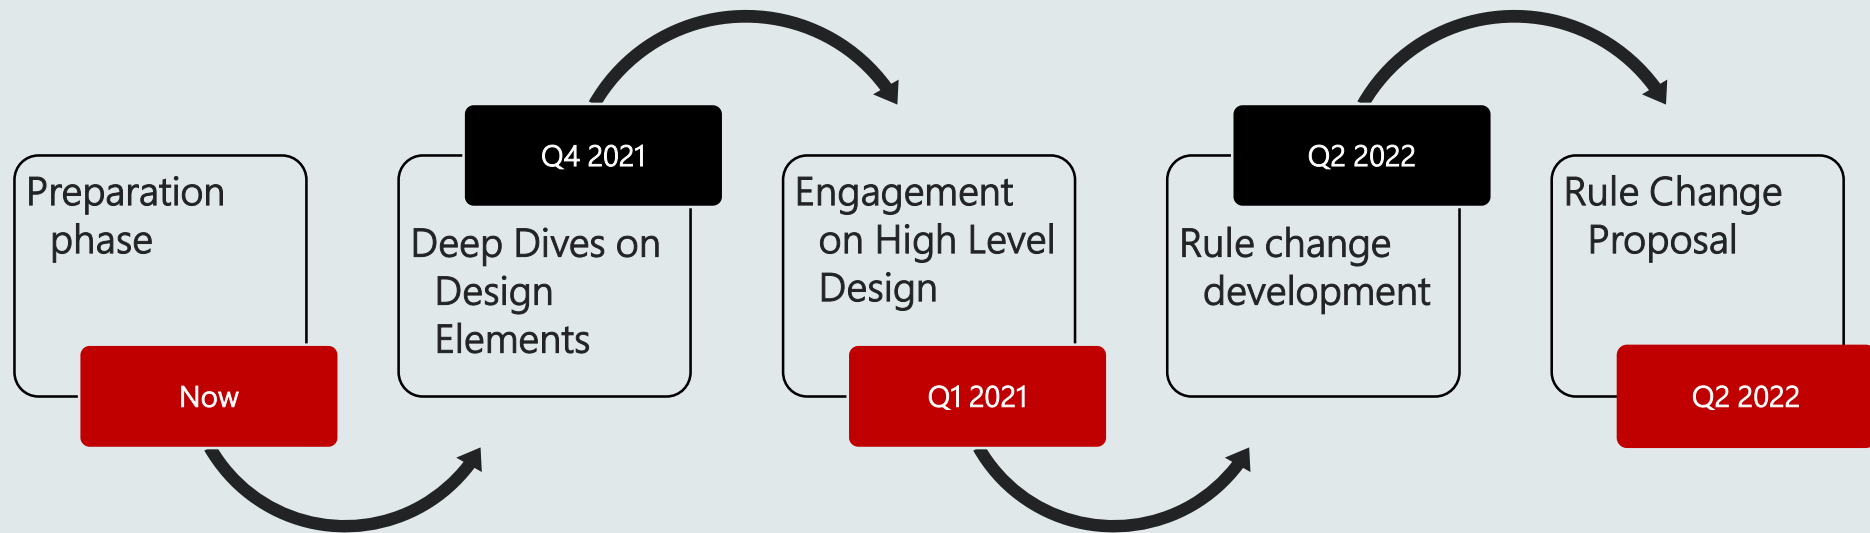 Preparation
phase
Now
Q4 2021
Deep Dives on
Design
Elements
Engagement
on High Level
Design
Q1 2021
Q2 2022
Rule change
development
Rule Change
Proposal
Q2 2022